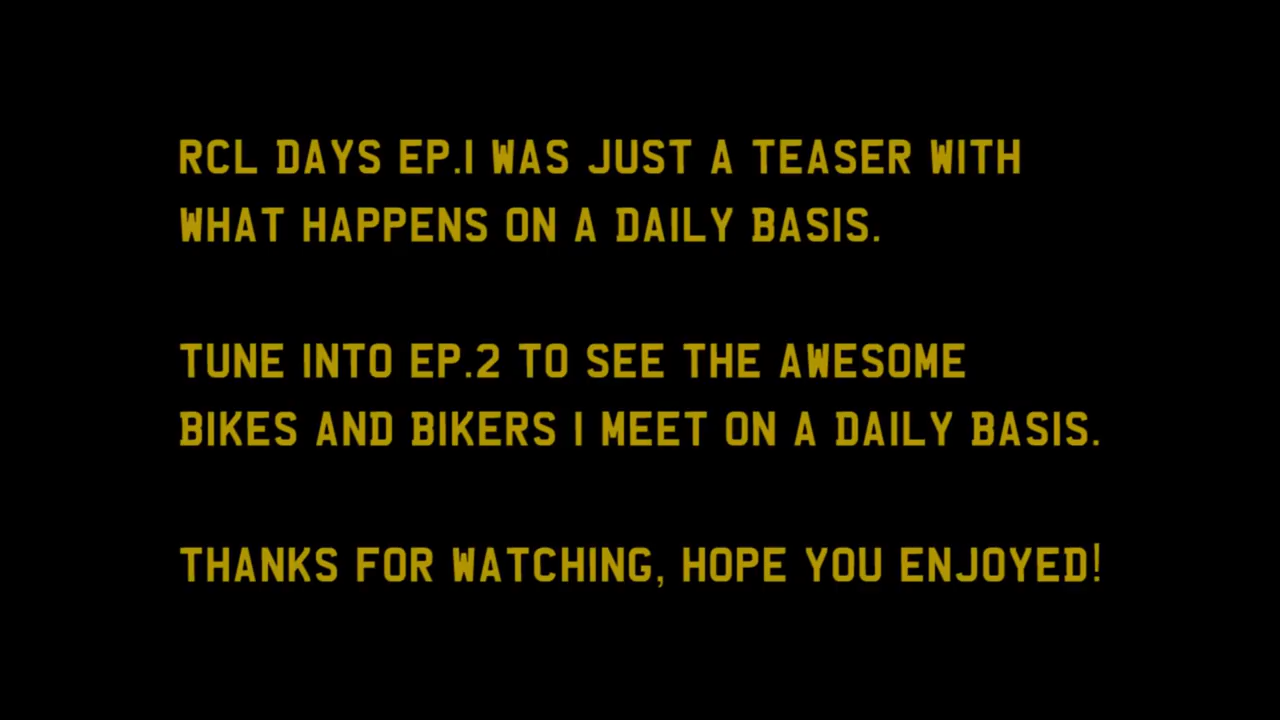 RCL DAYS EP.1 WAS JUST A TEASER WITH
WHAT HAPPENS ON A DAILY BASIS.
TUNE INTO EP.2 TO SEE THE AWESOME
BIKES AND BIKERS I MEET ON A DAILY BASIS.
THANKS FOR WATCHING, HOPE YOU ENJOYED!